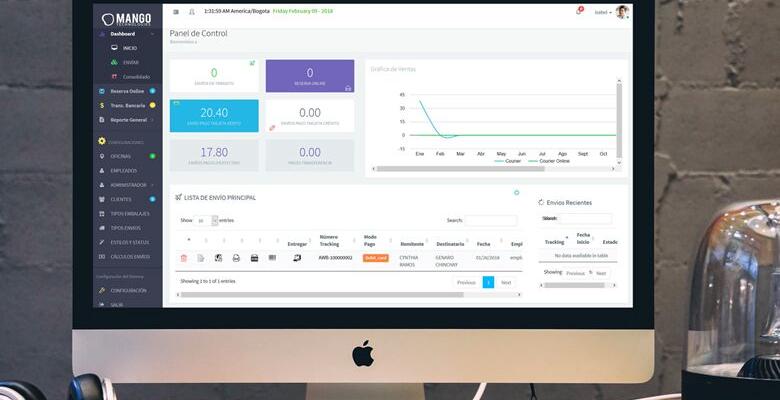 MANGO
TECHNOLOGIES
1:31:59 AM America/Bogota Friday February 09 - 2018
Isabel
Dashboard
INICIO
ENVIAR
Consolidado
Reserva Online
Trans. Bancaria
Reporte General
CONFIGURACIONES
OFICINAS
EMPLEADOS
ADMINISTRADOR
CLIENTES
TIPOS EMBALAJES
TIPOS ENVIOS
ESTILOS Y STATUS
CÁLCULOS ENVÍOS
Configuración del Sistema
CONFIGURACIÓN
SALIR
Panel de Control
Bienvenidos a
0
ENVÍOS EN TRANSITO
0
RESERVA ONLINE
20.40
ENVÍO PAGO TARJETA DEBITO
0.00
ENVÍOS PAGO TARJETA CRÉDITO
17.80
ENVÍOS PAGOS EFECTIVO
0.00
PAGOS TRANSFERENCIA
Gráfica de Ventas
45
30
15
0
-15
Ene Feb Mar Abr May Jun Jul Ago Sep Oct
Courier Courier Online
LISTA DE ENVÍO PRINCIPAL
Show 10 entries
Search:
Entregar Número Tracking Modo Pago Remitente Destinatario Fecha Empl
AWB-100000002 Debit_card CYNTHIA RAMOS GENARO CHINCHAY 01/26/2018 empl
Showing 1 to 1 of 1 entries
Previous 1 Next
Envios Recientes
Search:
Tracking Fecha Inicio Estado
No data available in table
Showing
Previous Next